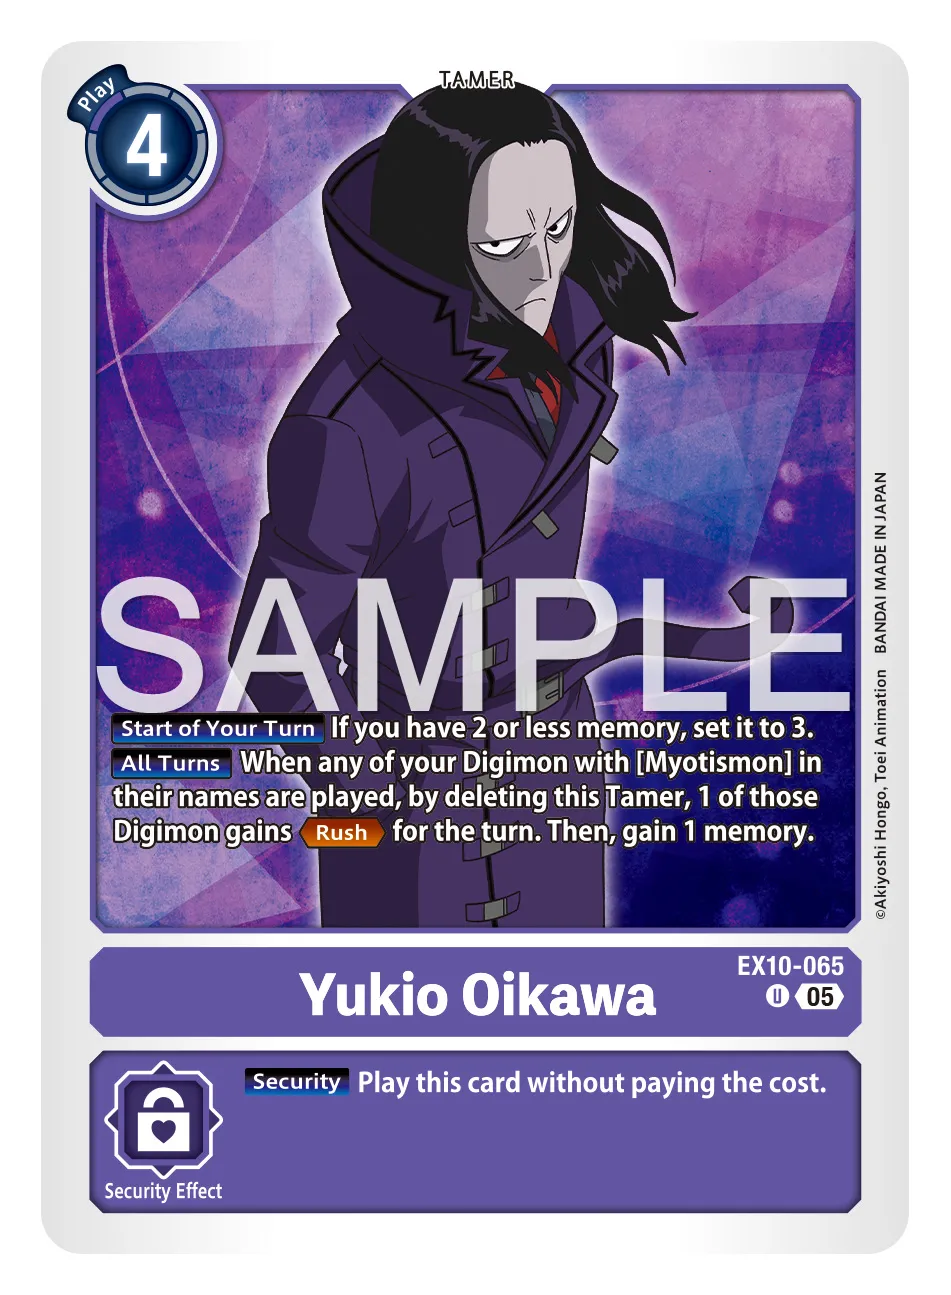 TAMER
Play
4
SAMPLE
Start of Your Turn If you have 2 or less memory, set it to 3.
All Turns When any of your Digimon with [Myotismon] in
their names are played, by deleting this Tamer, 1 of those
Digimon gains Rush for the turn. Then, gain 1 memory.
©Akiyoshi Hongo, Toei Animation BANDAI MADE IN JAPAN
EX10-065
Yukio Oikawa
U 05
Security Play this card without paying the cost.
Security Effect